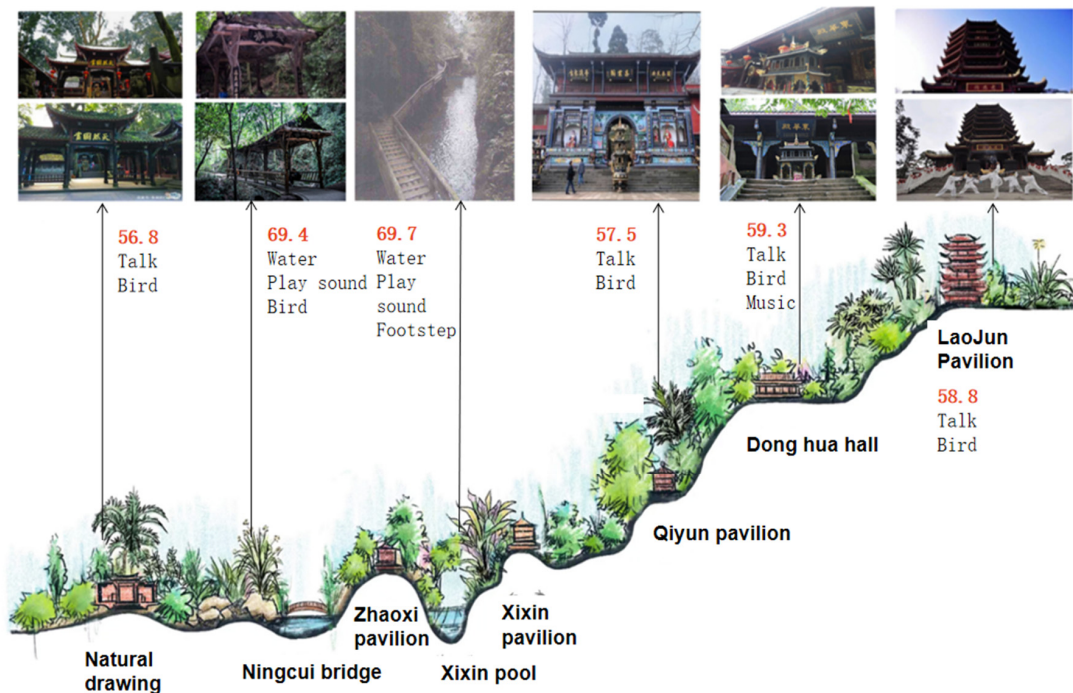 56.8
Talk
Bird
69.4
Water
Play sound
Bird
69.7
Water
Play
sound
Footstep
57.5
Talk
Bird
59.3
Talk
Bird
Music
LaoJun
Pavilion
58.8
Talk
Bird
Dong hua hall
Qiyun pavilion
Zhaoxi
pavilion
Xixin
pavilion
Natural
drawing
Ningcui bridge
Xixin pool